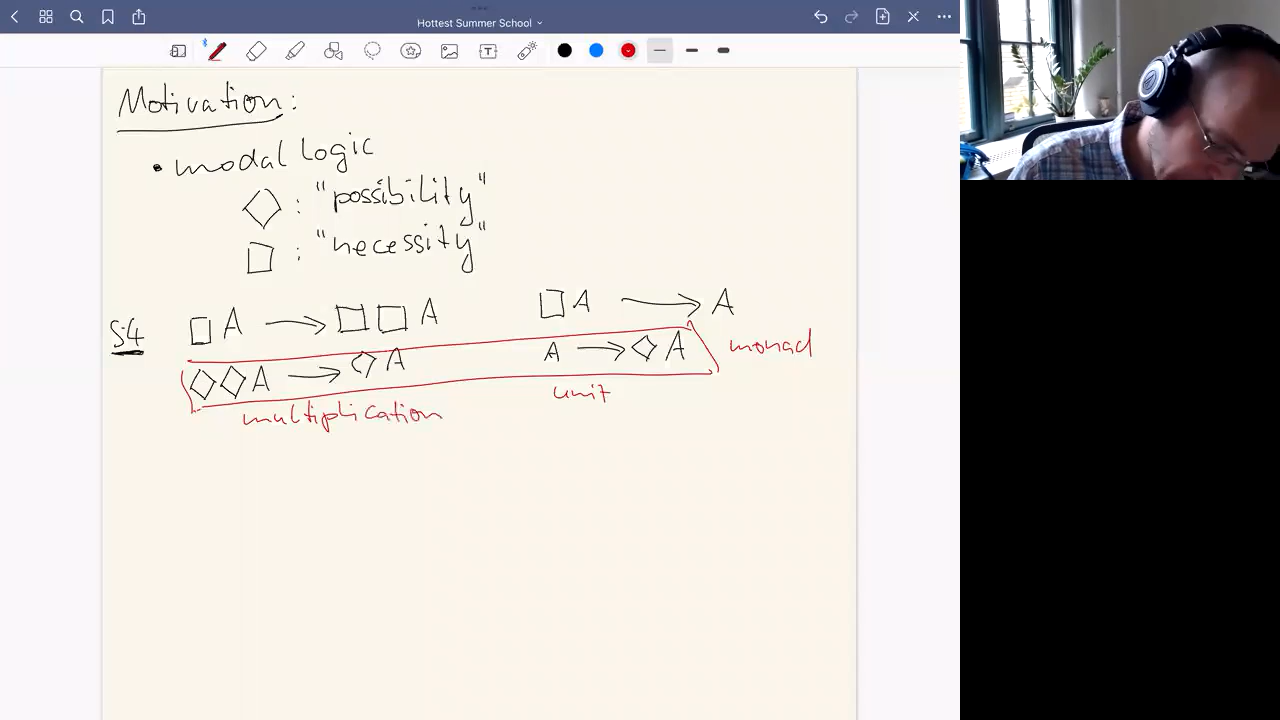 Hottest Summer School
Motivation:
• modal logic
◇ : "possibility"
□ : "necessity"
S4 □A → □□A □A → A
◇◇A → ◇A A → ◇A monad
multiplication unit